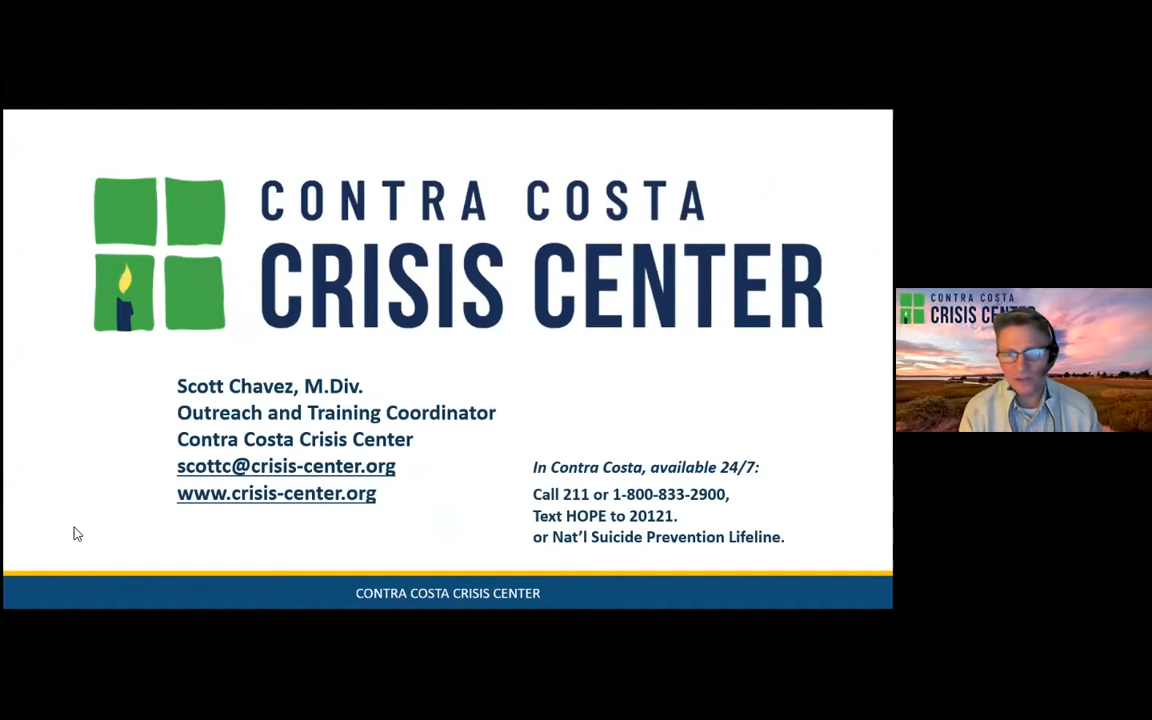 CONTRA COSTA
CRISIS CENTER
Scott Chavez, M.Div.
Outreach and Training Coordinator
Contra Costa Crisis Center
scottc@crisis-center.org
www.crisis-center.org
In Contra Costa, available 24/7:
Call 211 or 1-800-833-2900,
Text HOPE to 20121.
or Nat’l Suicide Prevention Lifeline.
CONTRA COSTA CRISIS CENTER
CONTRA COSTA
CRISIS CENTER